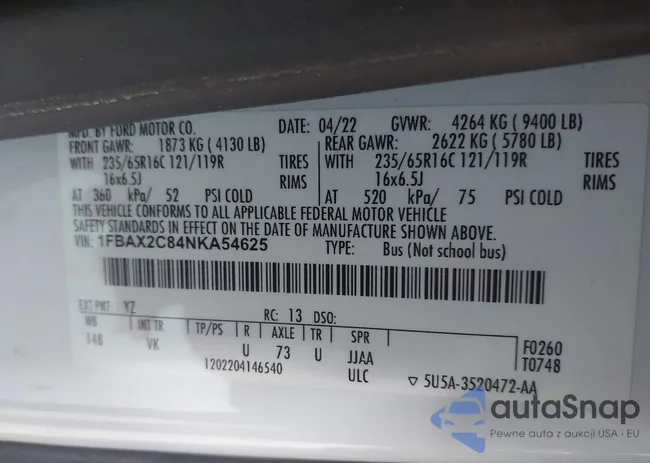 MFD. BY FORD MOTOR CO. DATE: 04/22 GVWR: 4264 KG ( 9400 LB)
FRONT GAWR: 1873 KG ( 4130 LB) REAR GAWR: 2622 KG ( 5780 LB)
WITH 235/65R16C 121/119R TIRES WITH 235/65R16C 121/119R TIRES
16x6.5J RIMS 16x6.5J RIMS
AT 360 kPa/ 52 PSI COLD AT 520 kPa/ 75 PSI COLD
THIS VEHICLE CONFORMS TO ALL APPLICABLE FEDERAL MOTOR VEHICLE
SAFETY STANDARDS IN EFFECT ON THE DATE OF MANUFACTURE SHOWN ABOVE.
VIN: 1FBAX2C84NKA54625 TYPE: Bus (Not school bus)
EXT PNT: YZ RC: 13 DSO:
WB INT TR TP/PS R AXLE TR SPR F0260
148 VK U 73 U JJAA T0748
1202204146540 ULC ▽ 5U5A-3520472-AA
autaSnap
Pewne auta z aukcji USA i EU